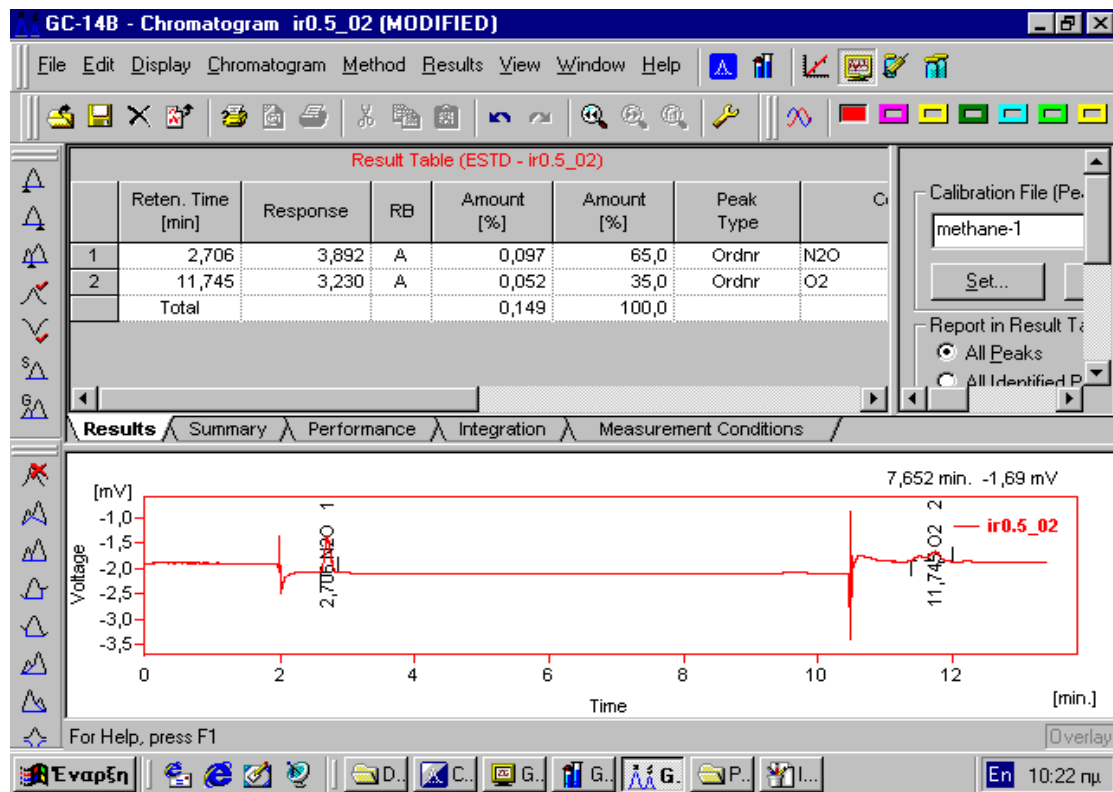 GC-14B - Chromatogram ir0.5_02 (MODIFIED)
File Edit Display Chromatogram Method Results View Window Help
Result Table (ESTD - ir0.5_02)
Reten. Time [min] Response RB Amount [%] Amount [%] Peak Type
1 2,706 3,892 A 0,097 65,0 Ordnr N2O
2 11,745 3,230 A 0,052 35,0 Ordnr O2
Total 0,149 100,0
Calibration File (Pe
methane-1
Set...
Report in Result Ta
All Peaks
All Identified P
Results Summary Performance Integration Measurement Conditions
7,652 min. -1,69 mV
[mV]
Voltage
-1,0
-1,5
-2,0
-2,5
-3,0
-3,5
2,706 N2O 1
11,745 O2 2
ir0.5_02
0 2 4 6 8 10 12
Time
[min.]
For Help, press F1
Overlay
Έναρξη D.. C.. G.. G.. G. P.. I... En 10:22 πμ